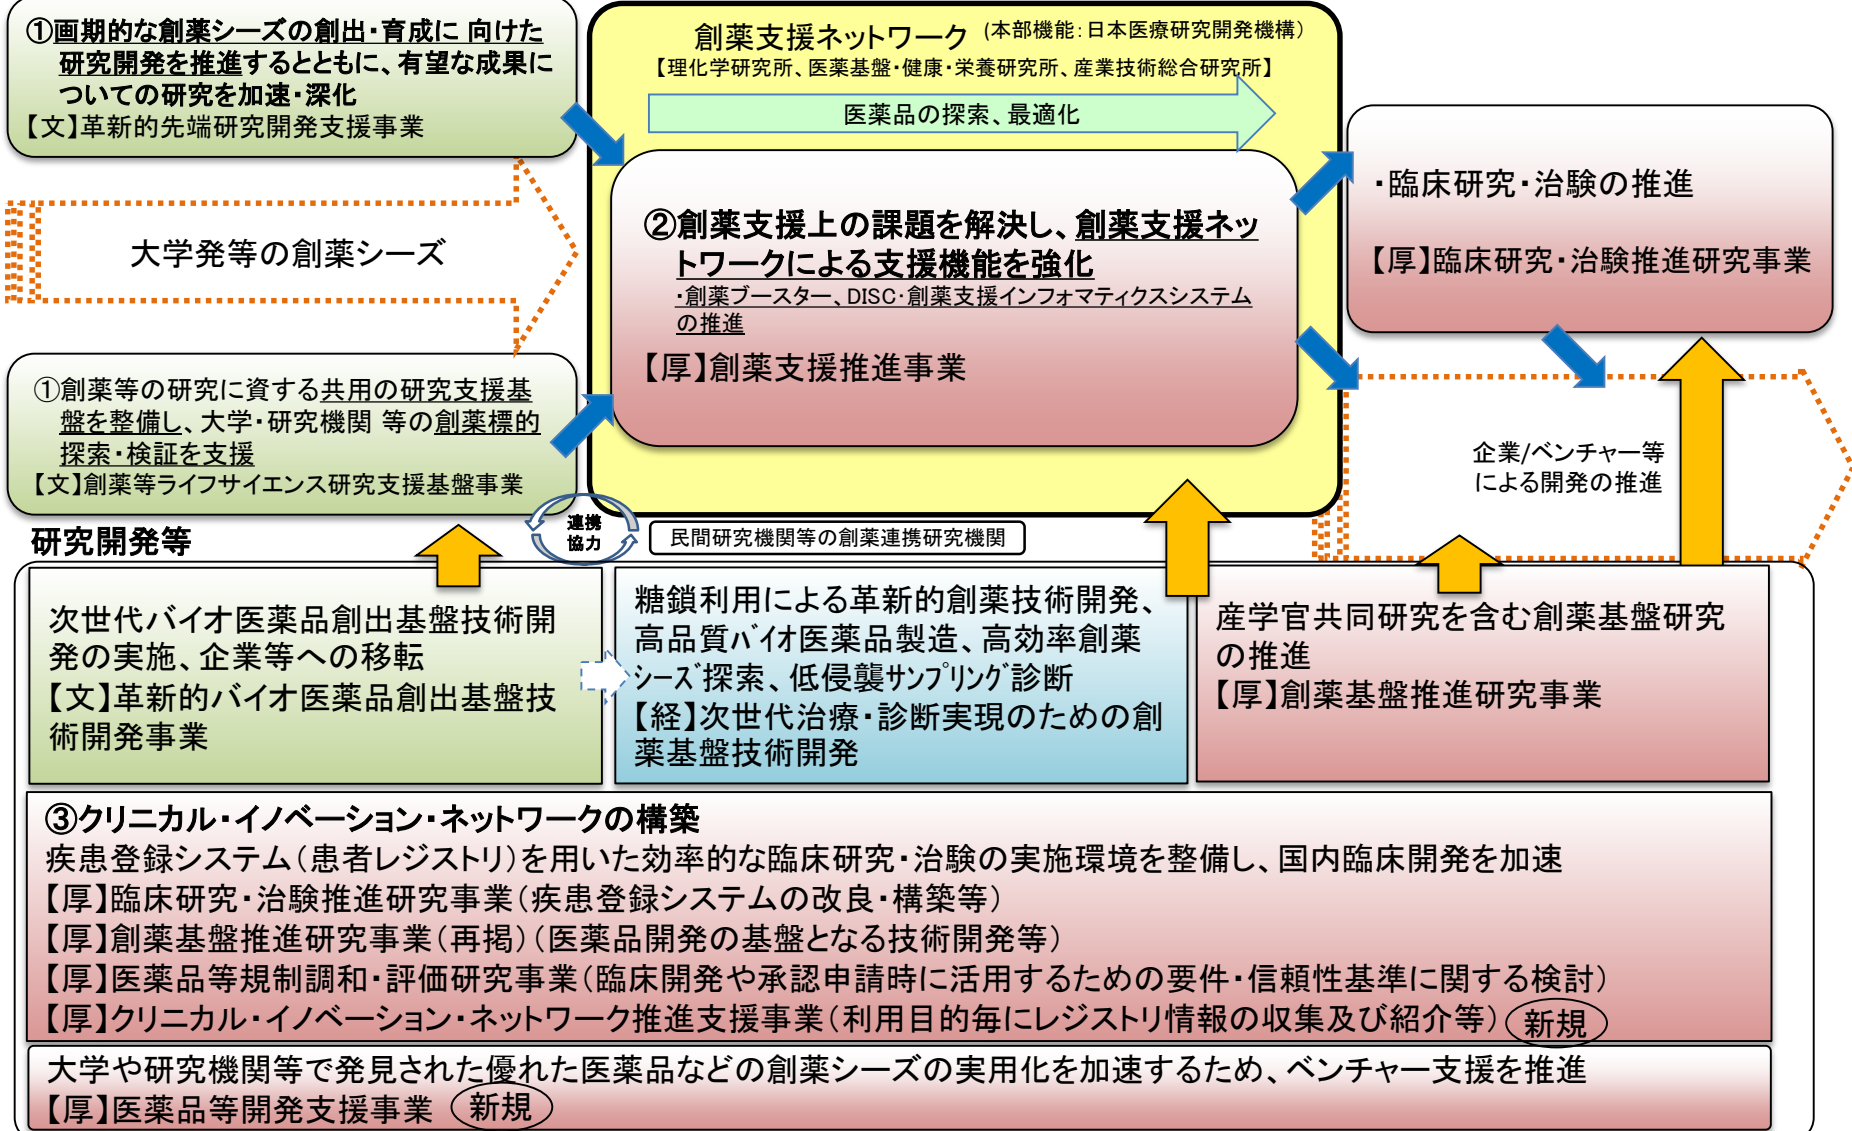 ①画期的な創薬シーズの創出・育成に 向けた
研究開発を推進するとともに、有望な成果に
ついての研究を加速・深化
【文】革新的先端研究開発支援事業
創薬支援ネットワーク (本部機能：日本医療研究開発機構)
【理化学研究所、医薬基盤・健康・栄養研究所、産業技術総合研究所】
医薬品の探索、最適化
大学発等の創薬シーズ
②創薬支援上の課題を解決し、創薬支援ネッ
トワークによる支援機能を強化
・創薬ブースター、DISC・創薬支援インフォマティクスシステム
の推進
【厚】創薬支援推進事業
・臨床研究・治験の推進
【厚】臨床研究・治験推進研究事業
①創薬等の研究に資する共用の研究支援基
盤を整備し、大学・研究機関 等の創薬標的
探索・検証を支援
【文】創薬等ライフサイエンス研究支援基盤事業
企業/ベンチャー等
による開発の推進
連携
協力
民間研究機関等の創薬連携研究機関
研究開発等
次世代バイオ医薬品創出基盤技術開
発の実施、企業等への移転
【文】革新的バイオ医薬品創出基盤技
術開発事業
糖鎖利用による革新的創薬技術開発、
高品質ﾊﾞｲｵ医薬品製造、高効率創薬
ｼｰｽﾞ探索、低侵襲ｻﾝﾌﾟﾘﾝｸﾞ診断
【経】次世代治療・診断実現のための創
薬基盤技術開発
産学官共同研究を含む創薬基盤研究
の推進
【厚】創薬基盤推進研究事業
③クリニカル・イノベーション・ネットワークの構築
疾患登録システム（患者レジストリ）を用いた効率的な臨床研究・治験の実施環境を整備し、国内臨床開発を加速
【厚】臨床研究・治験推進研究事業（疾患登録システムの改良・構築等）
【厚】創薬基盤推進研究事業（再掲）（医薬品開発の基盤となる技術開発等）
【厚】医薬品等規制調和・評価研究事業（臨床開発や承認申請時に活用するための要件・信頼性基準に関する検討）
【厚】クリニカル・イノベーション・ネットワーク推進支援事業（利用目的毎にレジストリ情報の収集及び紹介等） 新規
大学や研究機関等で発見された優れた医薬品などの創薬シーズの実用化を加速するため、ベンチャー支援を推進
【厚】医薬品等開発支援事業 新規